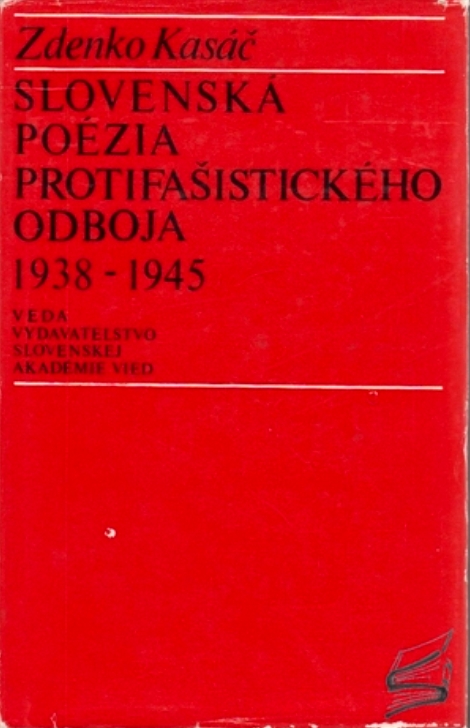 Zdenko Kasáč
SLOVENSKÁ
POÉZIA
PROTIFAŠISTICKÉHO
ODBOJA
1938-1945
VEDA
VYDAVATEĽSTVO
SLOVENSKEJ
AKADÉMIE VIED